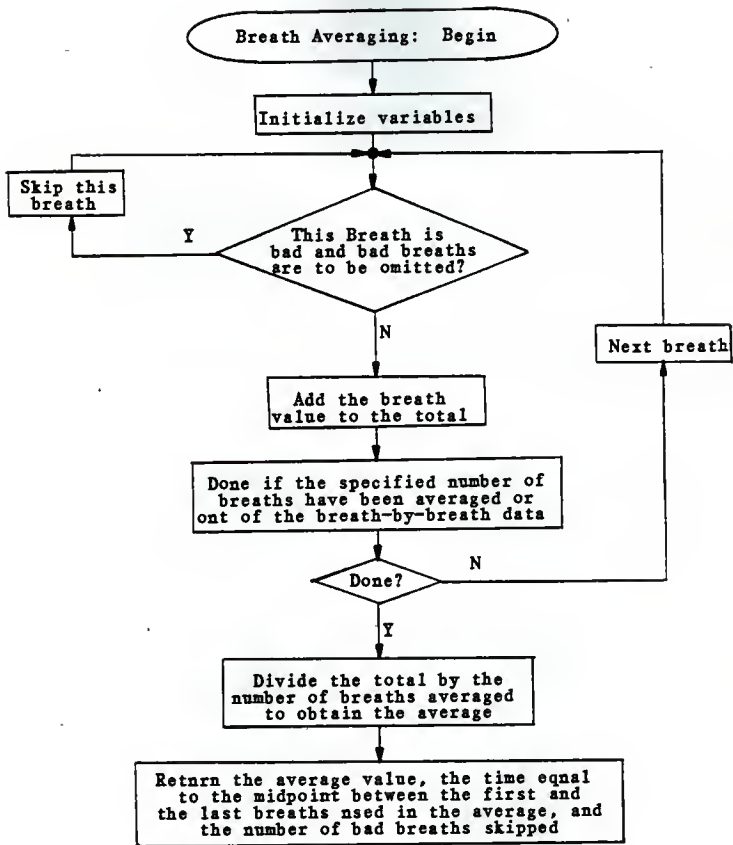 Breath Averaging: Begin
Initialize variables
Skip this
breath
Y
This Breath is
bad and bad breaths
are to be omitted?
N
Next breath
Add the breath
value to the total
Done if the specified number of
breaths have been averaged or
ont of the breath-by-breath data
Done?
N
Y
Divide the total by the
number of breaths averaged
to obtain the average
Retnrn the average value, the time eqnal
to the midpoint between the first and
the last breaths nsed in the average, and
the number of bad breaths skipped